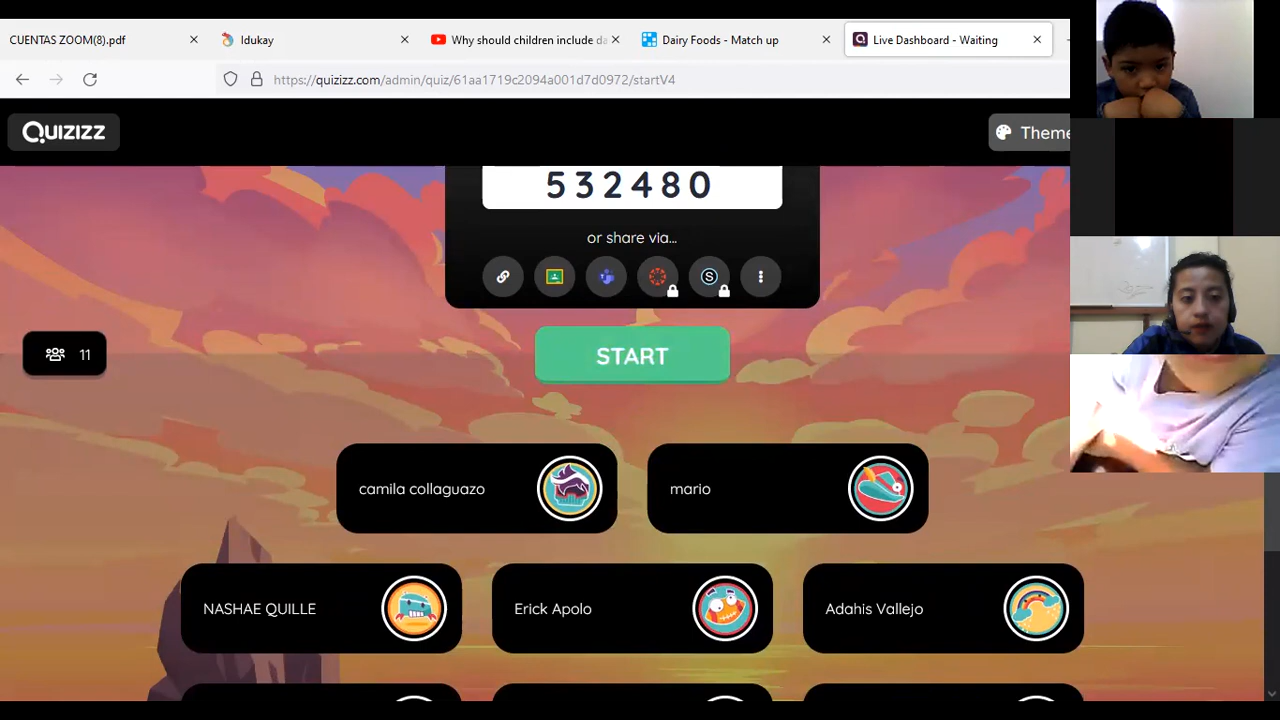 CUENTAS ZOOM(8).pdf
Idukay
Why should children include da
Dairy Foods - Match up
Live Dashboard - Waiting
https://quizizz.com/admin/quiz/61aa1719c2094a001d7d0972/startV4
QUIZIZZ
Theme
532480
or share via...
S
11
START
camila collaguazo
mario
NASHAE QUILLE
Erick Apolo
Adahis Vallejo